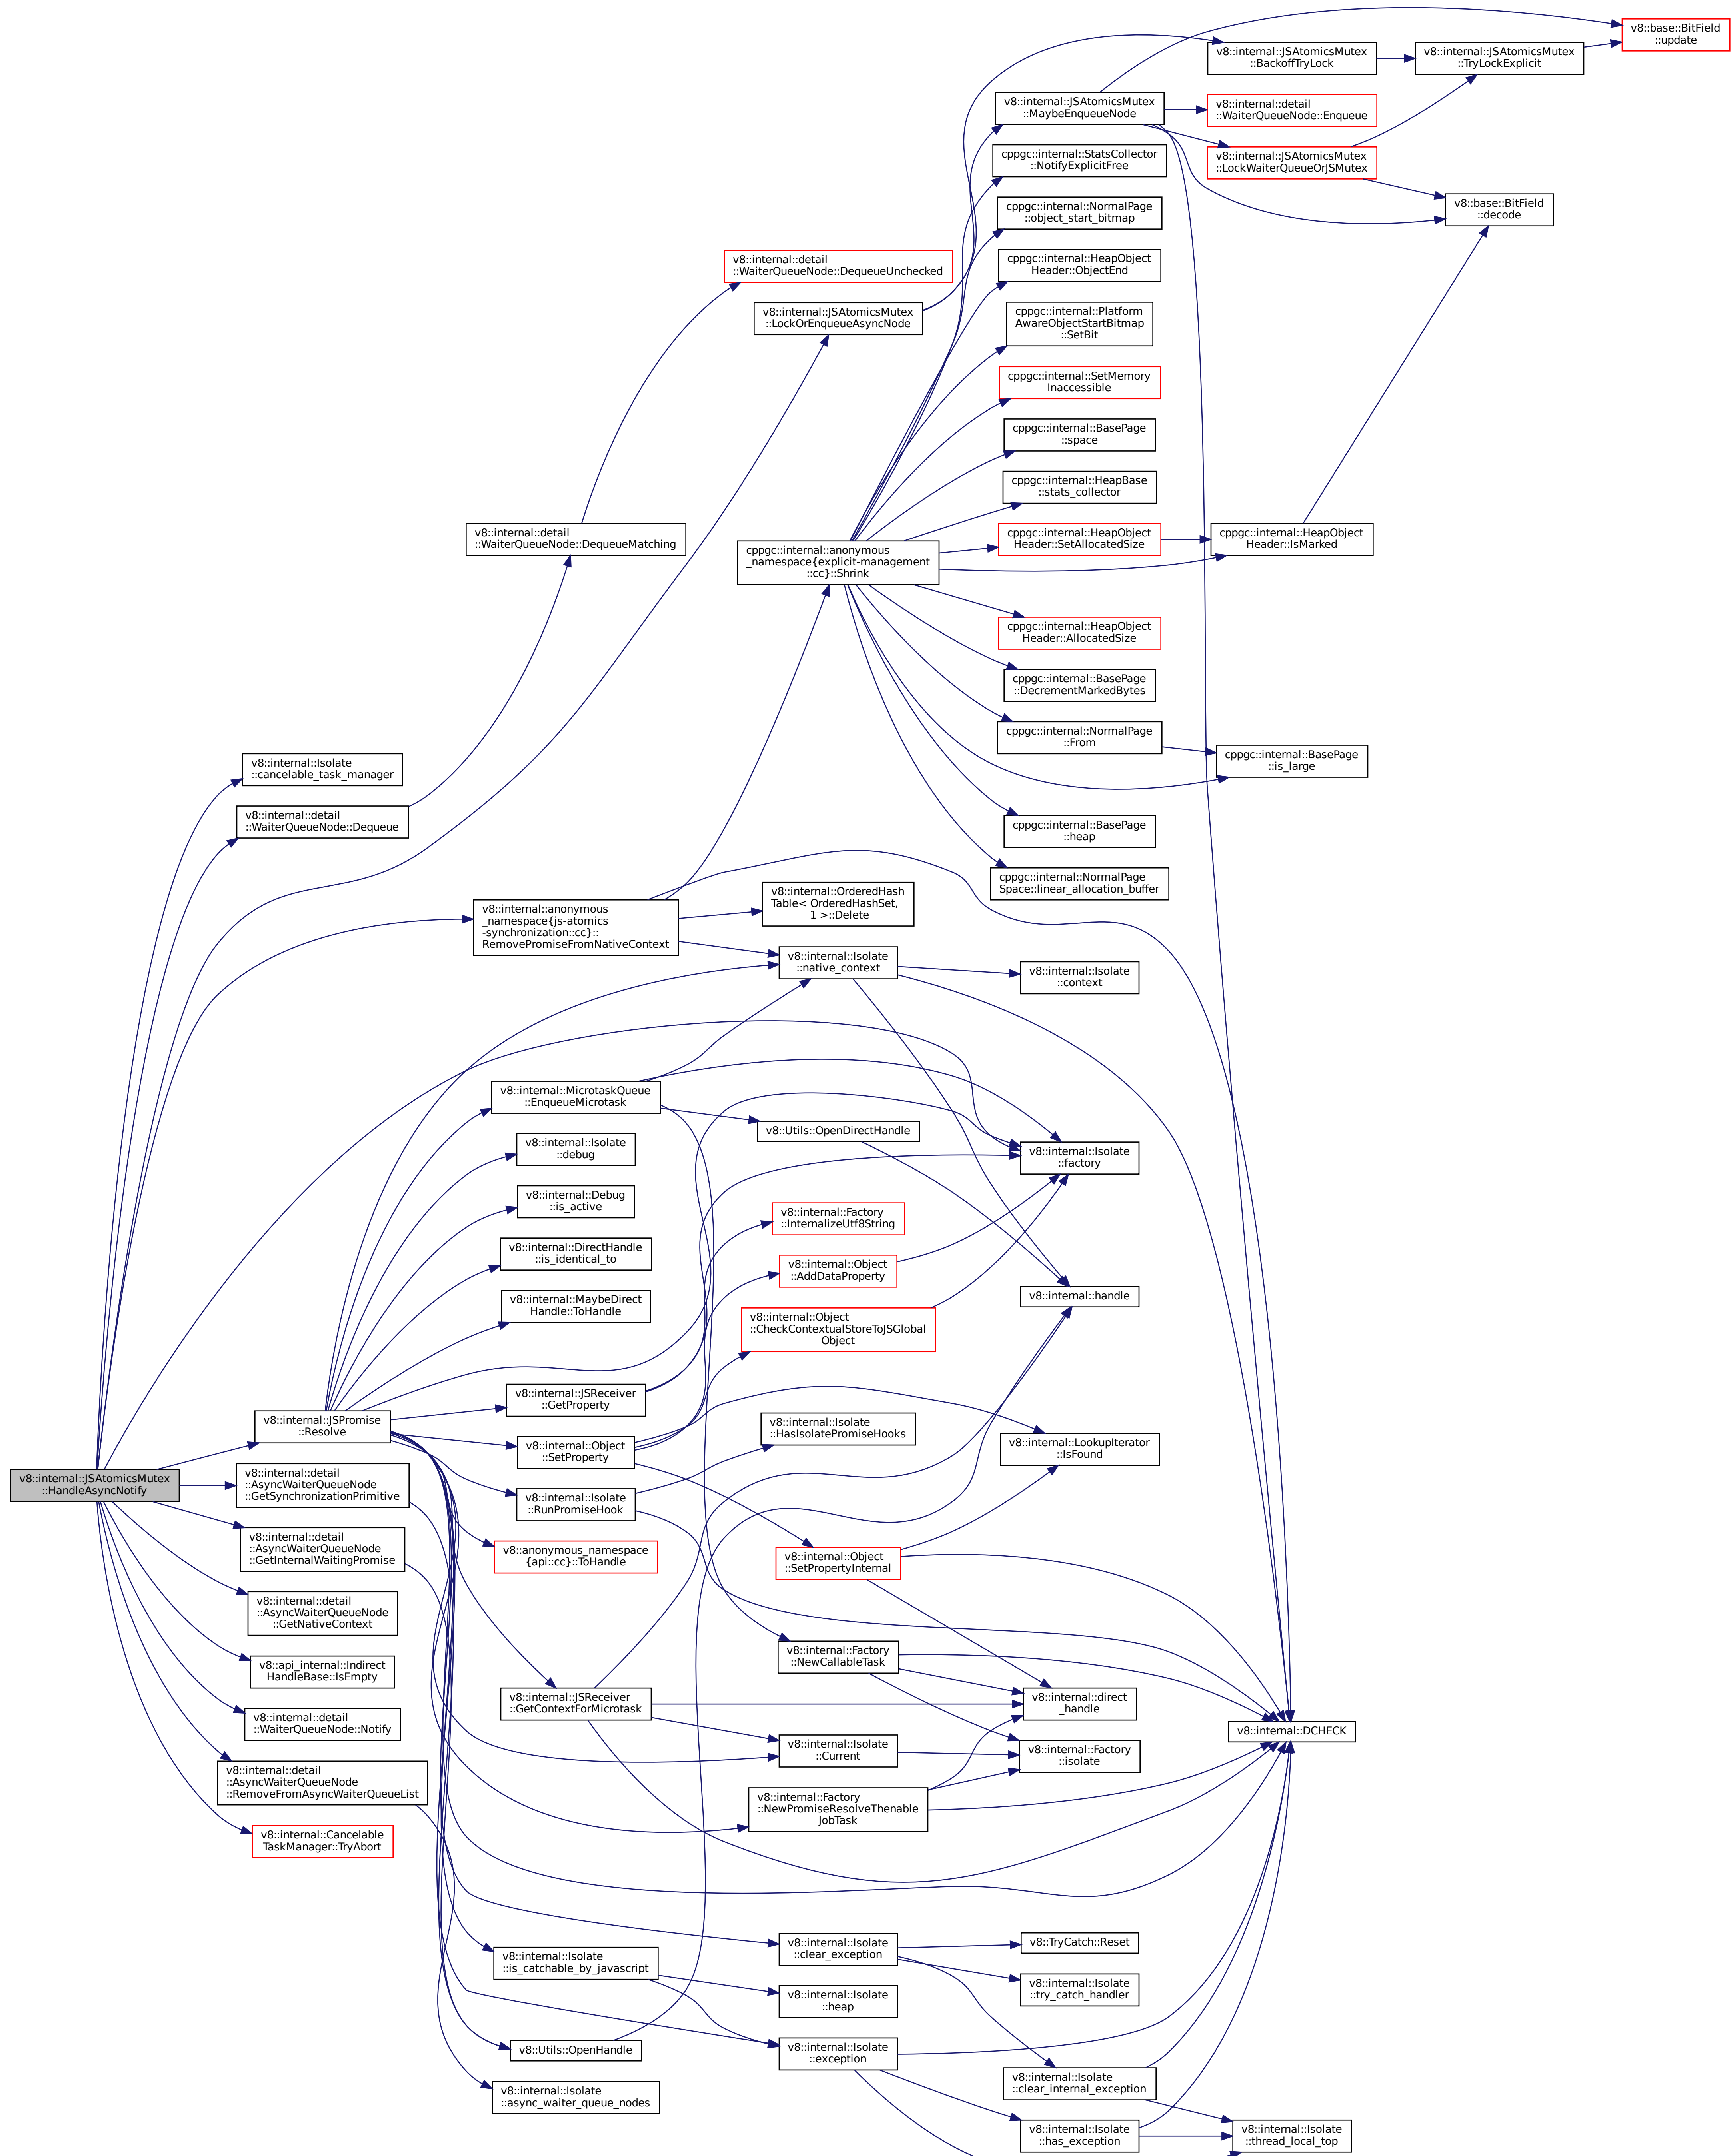 v8::base::BitField
::update
v8::internal::JSAtomicsMutex
::BackoffTryLock
v8::internal::JSAtomicsMutex
::TryLockExplicit
v8::internal::JSAtomicsMutex
::MaybeEnqueueNode
v8::internal::detail
::WaiterQueueNode::Enqueue
v8::internal::JSAtomicsMutex
::LockWaiterQueueOrJSMutex
cppgc::internal::StatsCollector
::NotifyExplicitFree
cppgc::internal::NormalPage
::object_start_bitmap
v8::base::BitField
::decode
v8::internal::detail
::WaiterQueueNode::DequeueUnchecked
cppgc::internal::HeapObject
Header::ObjectEnd
v8::internal::JSAtomicsMutex
::LockOrEnqueueAsyncNode
cppgc::internal::Platform
AwareObjectStartBitmap
::SetBit
cppgc::internal::SetMemory
Inaccessible
cppgc::internal::BasePage
::space
cppgc::internal::HeapBase
::stats_collector
v8::internal::detail
::WaiterQueueNode::DequeueMatching
cppgc::internal::anonymous
_namespace{explicit-management
::cc}::Shrink
cppgc::internal::HeapObject
Header::SetAllocatedSize
cppgc::internal::HeapObject
Header::IsMarked
cppgc::internal::HeapObject
Header::AllocatedSize
cppgc::internal::BasePage
::DecrementMarkedBytes
cppgc::internal::NormalPage
::From
cppgc::internal::BasePage
::is_large
v8::internal::Isolate
::cancelable_task_manager
v8::internal::detail
::WaiterQueueNode::Dequeue
cppgc::internal::BasePage
::heap
cppgc::internal::NormalPage
Space::linear_allocation_buffer
v8::internal::anonymous
_namespace{js-atomics
-synchronization::cc}::
RemovePromiseFromNativeContext
v8::internal::OrderedHash
Table< OrderedHashSet,
1 >::Delete
v8::internal::Isolate
::native_context
v8::internal::Isolate
::context
v8::internal::MicrotaskQueue
::EnqueueMicrotask
v8::Utils::OpenDirectHandle
v8::internal::Isolate
::debug
v8::internal::Isolate
::factory
v8::internal::Debug
::is_active
v8::internal::Factory
::InternalizeUtf8String
v8::internal::DirectHandle
::is_identical_to
v8::internal::Object
::AddDataProperty
v8::internal::MaybeDirect
Handle::ToHandle
v8::internal::handle
v8::internal::Object
::CheckContextualStoreToJSGlobal
Object
v8::internal::JSReceiver
::GetProperty
v8::internal::JSPromise
::Resolve
v8::internal::Isolate
::HasIsolatePromiseHooks
v8::internal::Object
::SetProperty
v8::internal::LookupIterator
::IsFound
v8::internal::JSAtomicsMutex
::HandleAsyncNotify
v8::internal::detail
::AsyncWaiterQueueNode
::GetSynchronizationPrimitive
v8::internal::Isolate
::RunPromiseHook
v8::internal::detail
::AsyncWaiterQueueNode
::GetInternalWaitingPromise
v8::anonymous_namespace
{api::cc}::ToHandle
v8::internal::Object
::SetPropertyInternal
v8::internal::detail
::AsyncWaiterQueueNode
::GetNativeContext
v8::api_internal::Indirect
HandleBase::IsEmpty
v8::internal::Factory
::NewCallableTask
v8::internal::JSReceiver
::GetContextForMicrotask
v8::internal::direct
_handle
v8::internal::detail
::WaiterQueueNode::Notify
v8::internal::DCHECK
v8::internal::Isolate
::Current
v8::internal::Factory
::isolate
v8::internal::detail
::AsyncWaiterQueueNode
::RemoveFromAsyncWaiterQueueList
v8::internal::Factory
::NewPromiseResolveThenable
JobTask
v8::internal::Cancelable
TaskManager::TryAbort
v8::internal::Isolate
::clear_exception
v8::TryCatch::Reset
v8::internal::Isolate
::is_catchable_by_javascript
v8::internal::Isolate
::try_catch_handler
v8::internal::Isolate
::heap
v8::Utils::OpenHandle
v8::internal::Isolate
::exception
v8::internal::Isolate
::clear_internal_exception
v8::internal::Isolate
::async_waiter_queue_nodes
v8::internal::Isolate
::has_exception
v8::internal::Isolate
::thread_local_top